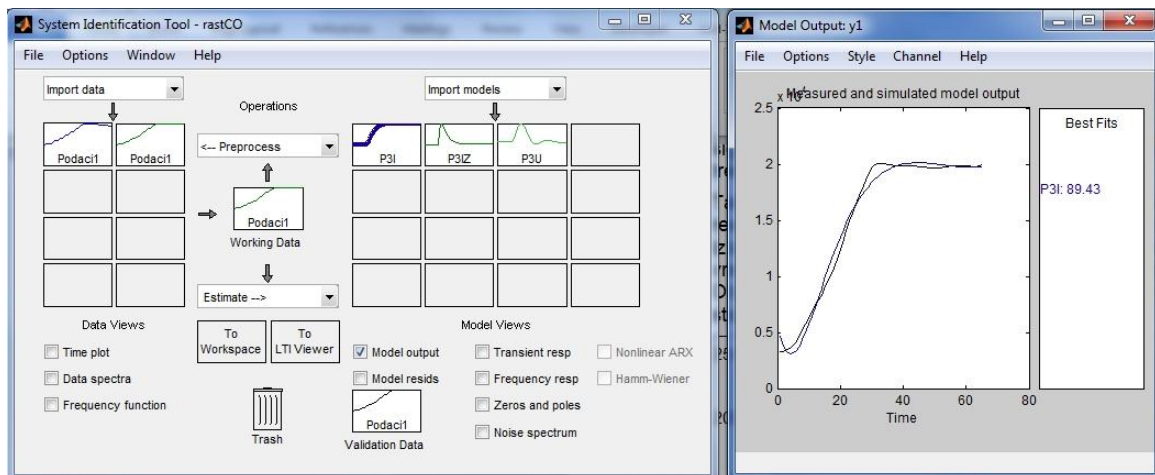 System Identification Tool - rastCO
File Options Window Help
Import data
Operations
Import models
Podaci1 Podaci1
<-- Preprocess
P3I P3IZ P3U
Podaci1
Working Data
Estimate -->
Data Views
To Workspace
To LTI Viewer
Model Views
Time plot
Data spectra
Frequency function
Model output
Model resids
Transient resp
Frequency resp
Zeros and poles
Noise spectrum
Nonlinear ARX
Hamm-Wiener
Trash
Podaci1
Validation Data
Model Output: y1
File Options Style Channel Help
Measured and simulated model output
2.5
2
1.5
1
0.5
0
0 20 40 60 80
Time
Best Fits
P3I: 89.43